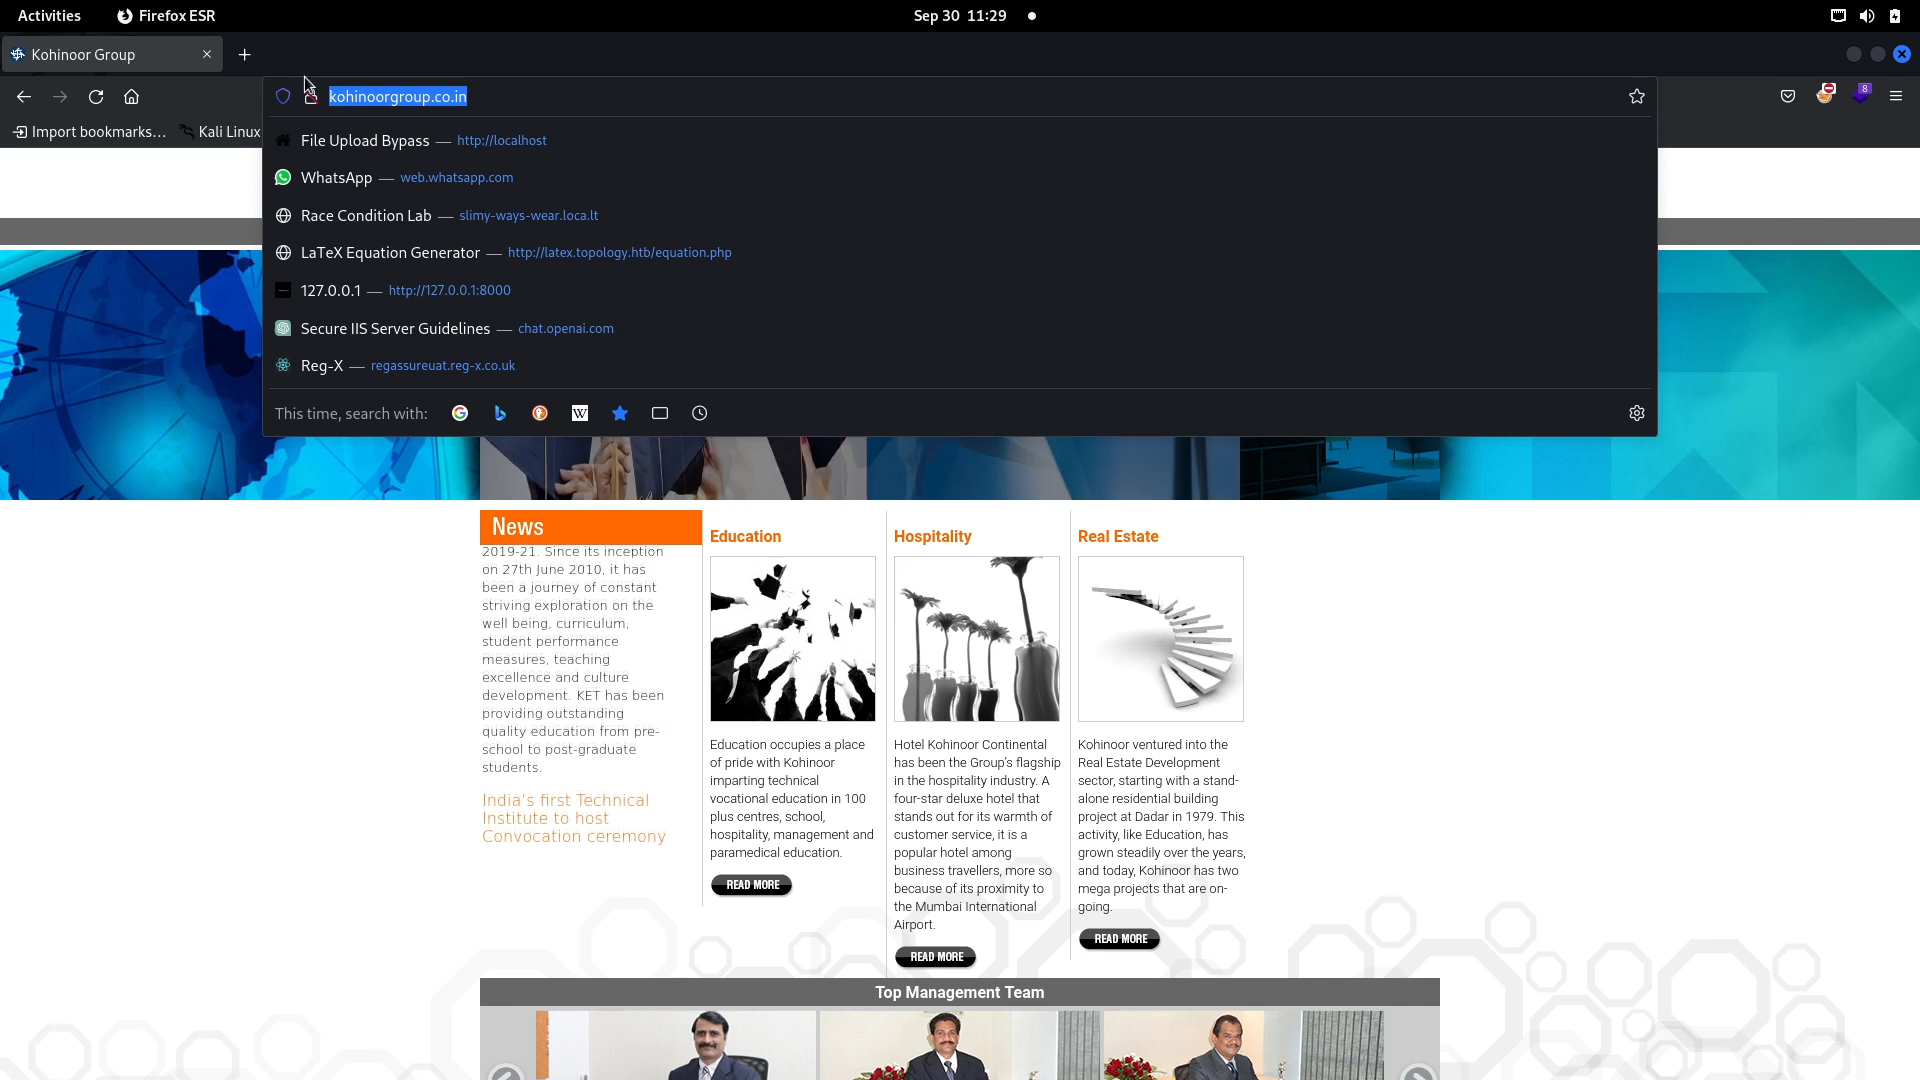 Activities
Firefox ESR
Sep 30 11:29
Kohinoor Group
kohinoorgroup.co.in
8
Import bookmarks...
Kali Linux
File Upload Bypass — http://localhost
WhatsApp — web.whatsapp.com
Race Condition Lab — slimy-ways-wear.loca.lt
LaTeX Equation Generator — http://latex.topology.htb/equation.php
127.0.0.1 — http://127.0.0.1:8000
Secure IIS Server Guidelines — chat.openai.com
Reg-X — regassureuat.reg-x.co.uk
This time, search with:
W
News
2019-21. Since its inception
on 27th June 2010, it has
been a journey of constant
striving exploration on the
well being, curriculum,
student performance
measures, teaching
excellence and culture
development. KET has been
providing outstanding
quality education from pre-
school to post-graduate
students.
India's first Technical
Institute to host
Convocation ceremony
Education
Education occupies a place
of pride with Kohinoor
imparting technical
vocational education in 100
plus centres, school,
hospitality, management and
paramedical education.
READ MORE
Hospitality
Hotel Kohinoor Continental
has been the Group's flagship
in the hospitality industry. A
four-star deluxe hotel that
stands out for its warmth of
customer service, it is a
popular hotel among
business travellers, more so
because of its proximity to
the Mumbai International
Airport.
READ MORE
Real Estate
Kohinoor ventured into the
Real Estate Development
sector, starting with a stand-
alone residential building
project at Dadar in 1979. This
activity, like Education, has
grown steadily over the years,
and today, Kohinoor has two
mega projects that are on-
going.
READ MORE
Top Management Team